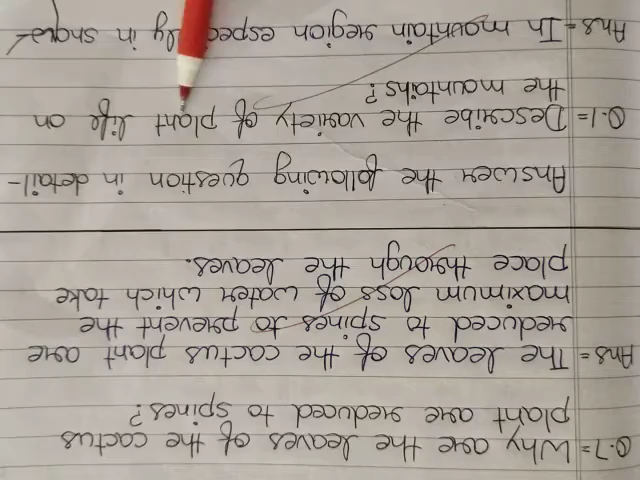 Q.7= Why are the leaves of the cactus
plant are reduced to spines?
Ans= The leaves of the cactus plant are
reduced to spines to prevent the
maximum loss of water which take
place through the leaves.
Answer the following question in detail-
Q.1= Describe the variety of plant life on
the mountains?
Ans= In mountain region especially in